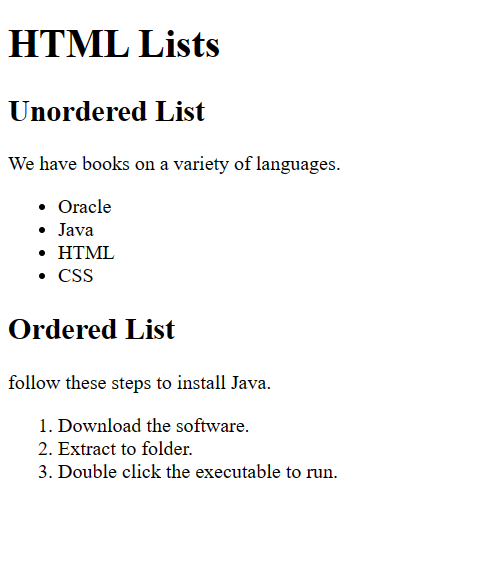 HTML Lists
Unordered List
We have books on a variety of languages.
• Oracle
• Java
• HTML
• CSS
Ordered List
follow these steps to install Java.
1. Download the software.
2. Extract to folder.
3. Double click the executable to run.